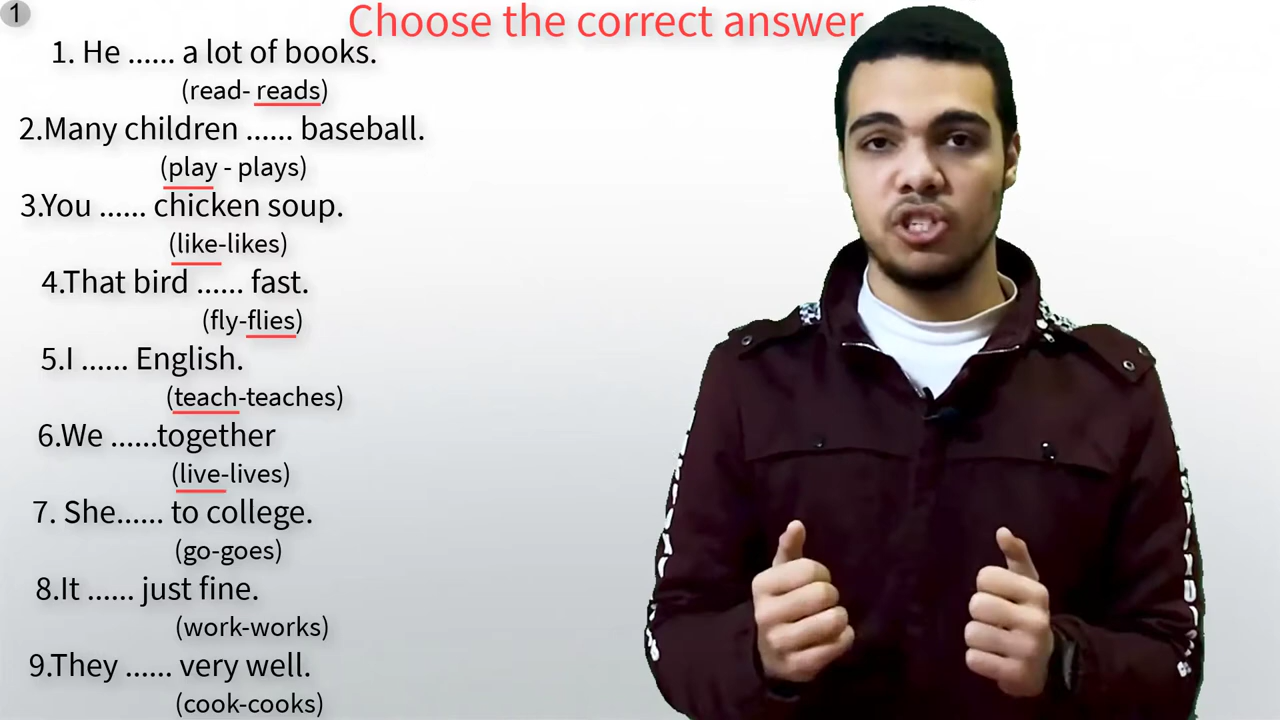 1
Choose the correct answer
1. He ...... a lot of books.
(read- reads)
2.Many children ...... baseball.
(play - plays)
3.You ...... chicken soup.
(like-likes)
4.That bird ...... fast.
(fly-flies)
5.I ...... English.
(teach-teaches)
6.We ......together
(live-lives)
7. She...... to college.
(go-goes)
8.It ...... just fine.
(work-works)
9.They ...... very well.
(cook-cooks)